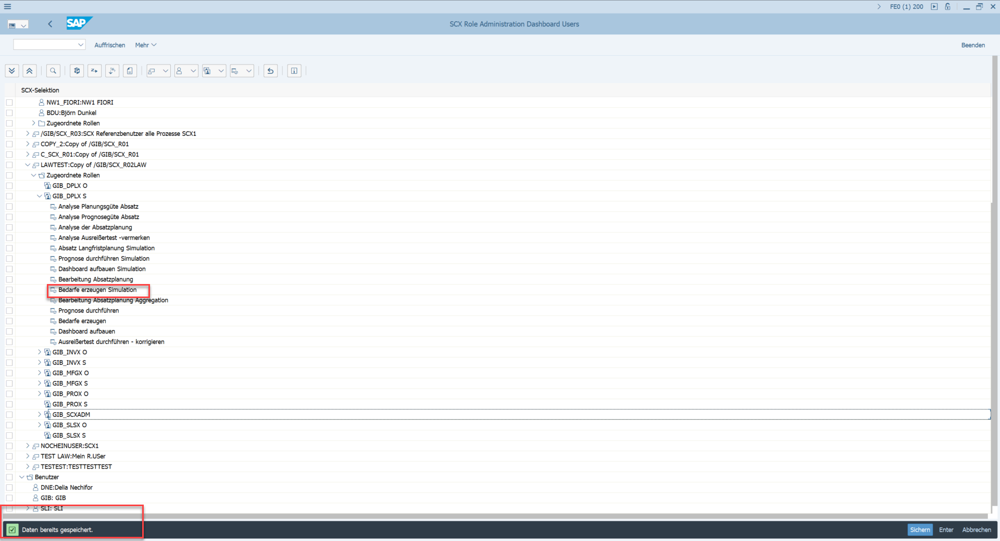 FE0 (1) 200
SAP
SCX Role Administration Dashboard Users
Auffrischen Mehr Beenden
SCX-Selektion
NW1_FIORI:NW1 FIORI
BDU:Björn Dunkel
Zugeordnete Rollen
/GIB/SCX_R03:SCX Referenzbenutzer alle Prozesse SCX1
COPY_2:Copy of /GIB/SCX_R01
C_SCX_R01:Copy of /GIB/SCX_R01
LAWTEST:Copy of /GIB/SCX_R02LAW
Zugeordnete Rollen
GIB_DPLX O
GIB_DPLX S
Analyse Planungsgüte Absatz
Analyse Prognosegüte Absatz
Analyse der Absatzplanung
Analyse Ausreißertest -vermerken
Absatz Langfristplanung Simulation
Prognose durchführen Simulation
Dashboard aufbauen Simulation
Bearbeitung Absatzplanung
Bedarfe erzeugen Simulation
Bearbeitung Absatzplanung Aggregation
Prognose durchführen
Bedarfe erzeugen
Dashboard aufbauen
Ausreißertest durchführen - korrigieren
GIB_INVX O
GIB_INVX S
GIB_MFGX O
GIB_MFGX S
GIB_PROX O
GIB_PROX S
GIB_SCXADM
GIB_SLSX O
GIB_SLSX S
NOCHEINUSER:SCX1
TEST LAW:Mein R.USer
TESTEST:TESTTESTTEST
Benutzer
DNE:Delia Nechifor
GIB: GIB
SLI: SLI
Daten bereits gespeichert. Sichern Enter Abbrechen